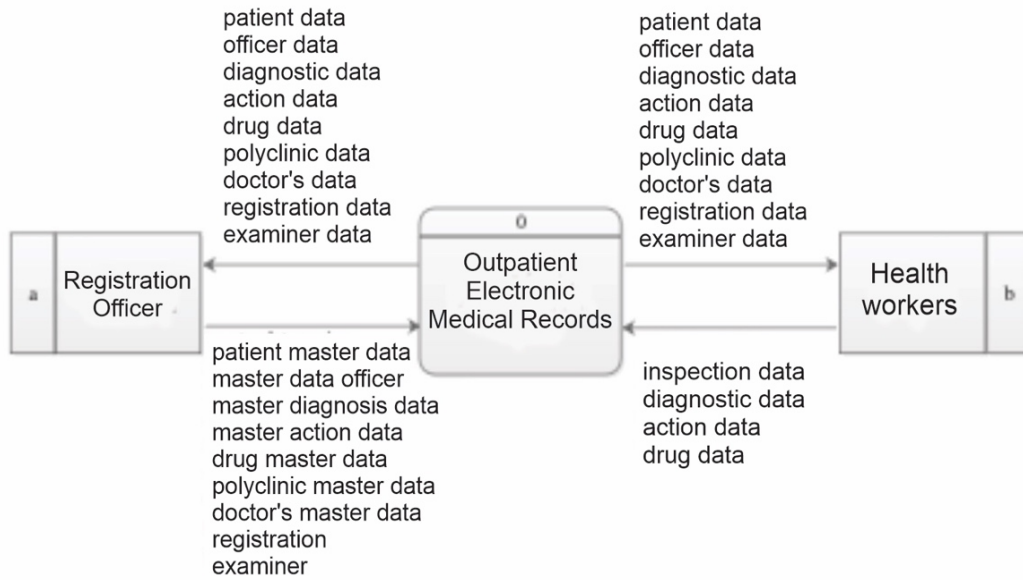 patient data
officer data
diagnostic data
action data
drug data
polyclinic data
doctor's data
registration data
examiner data
patient data
officer data
diagnostic data
action data
drug data
polyclinic data
doctor's data
registration data
examiner data
a
Registration
Officer
0
Outpatient
Electronic
Medical Records
Health
workers
b
patient master data
master data officer
master diagnosis data
master action data
drug master data
polyclinic master data
doctor's master data
registration
examiner
inspection data
diagnostic data
action data
drug data